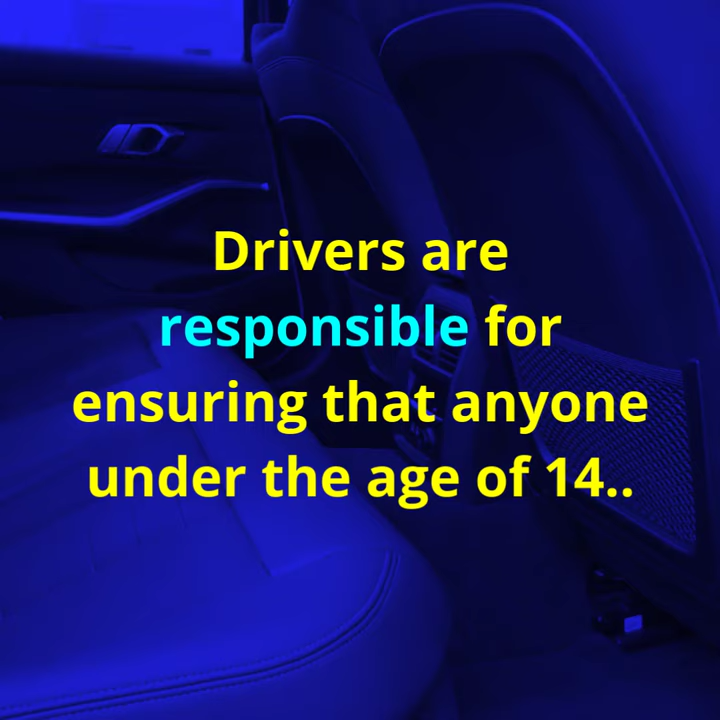 Drivers are
responsible for
ensuring that anyone
under the age of 14..